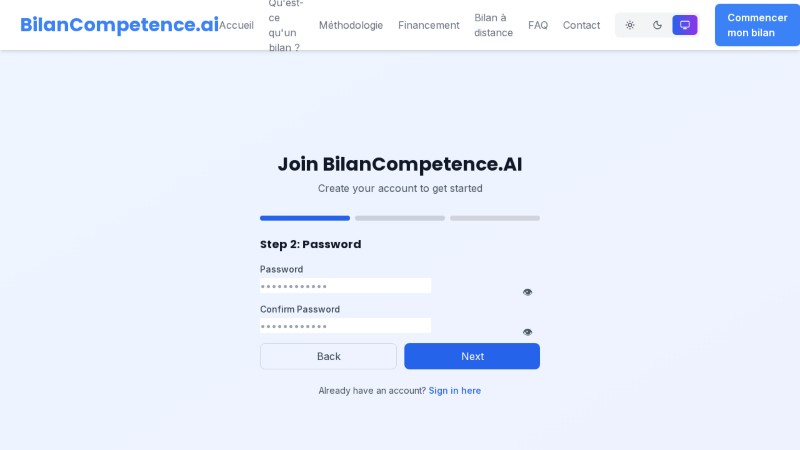 BilanCompetence.ai
Accueil
Qu'est-
ce
qu'un
bilan ?
Méthodologie
Financement
Bilan à
distance
FAQ
Contact
Commencer
mon bilan
Join BilanCompetence.AI
Create your account to get started
Step 2: Password
Password
••••••••••••
Confirm Password
••••••••••••
Back
Next
Already have an account? Sign in here